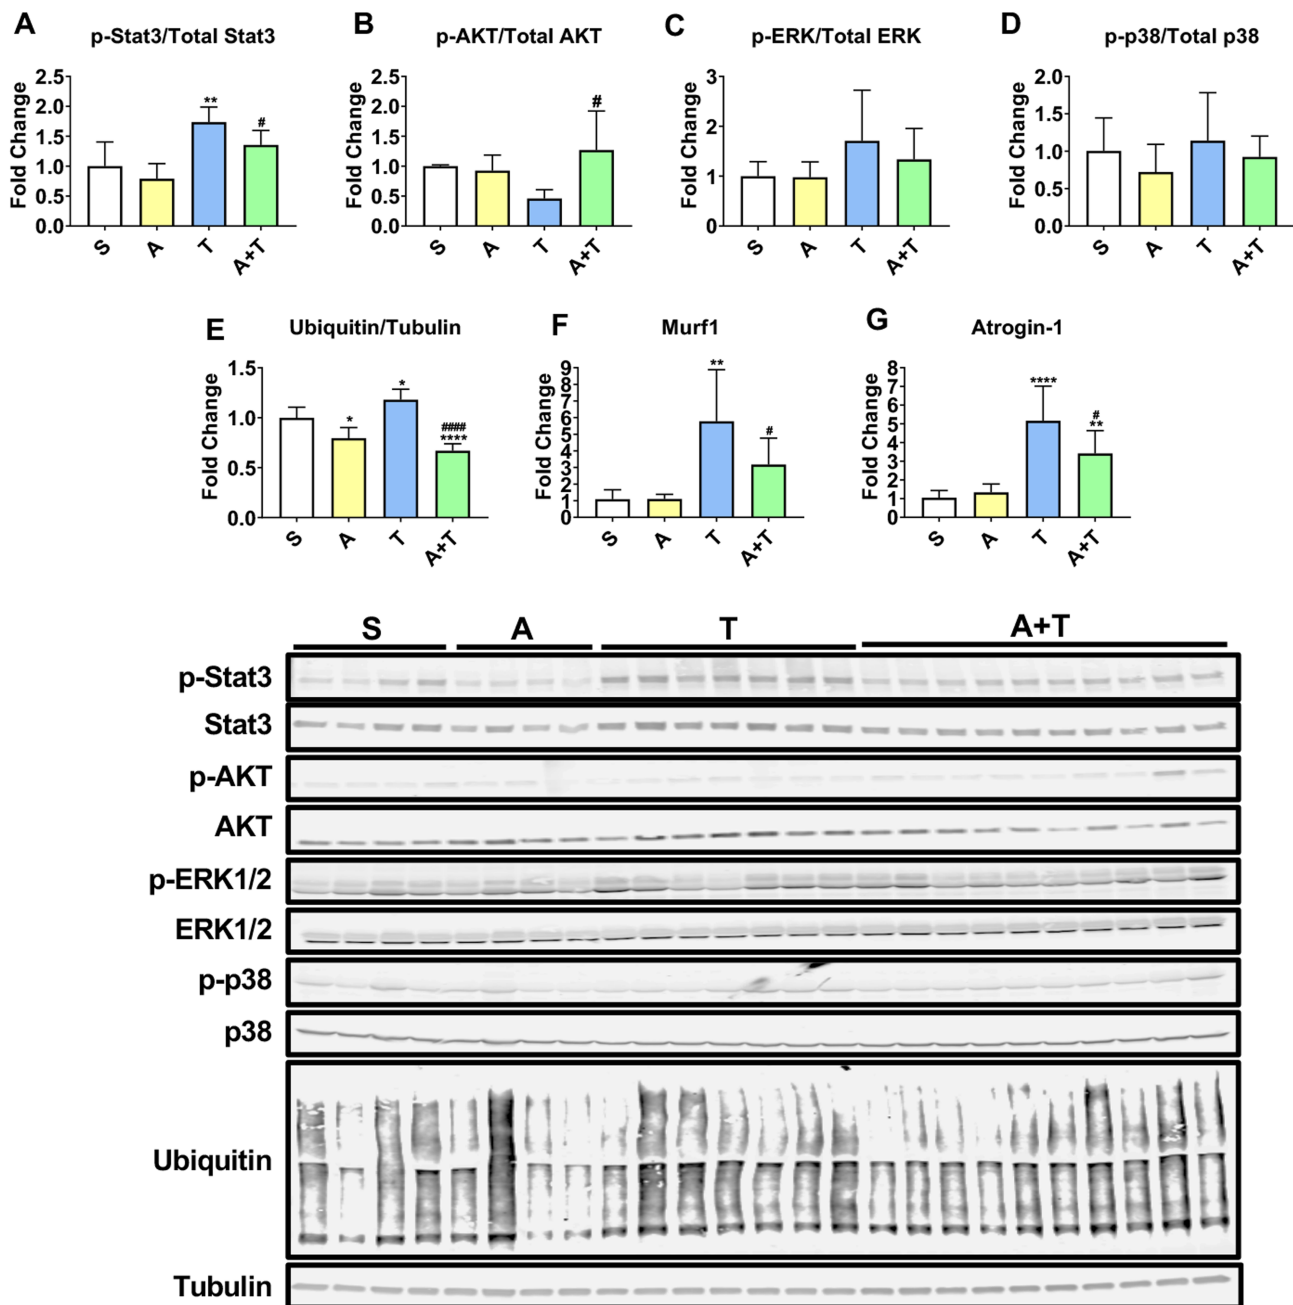 A p-Stat3/Total Stat3
Fold Change
2.5
2.0
1.5
1.0
0.5
0.0
**
#
S A T A+T
B p-AKT/Total AKT
Fold Change
2.5
2.0
1.5
1.0
0.5
0.0
#
S A T A+T
C p-ERK/Total ERK
Fold Change
3
2
1
0
S A T A+T
D p-p38/Total p38
Fold Change
2.0
1.5
1.0
0.5
0.0
S A T A+T
E Ubiquitin/Tubulin
Fold Change
1.5
1.0
0.5
0.0
*
*
####
****
S A T A+T
F Murf1
Fold Change
9
8
7
6
5
4
3
2
1
0
**
#
S A T A+T
G Atrogin-1
Fold Change
8
7
6
5
4
3
2
1
0
****
#
**
S A T A+T
S A T A+T
p-Stat3
Stat3
p-AKT
AKT
p-ERK1/2
ERK1/2
p-p38
p38
Ubiquitin
Tubulin